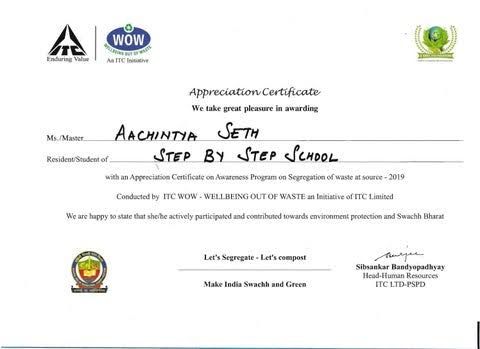 ITC
Enduring Value
WOW
WELLBEING OUT OF WASTE
An ITC Initiative
Appreciation Certificate
We take great pleasure in awarding
Ms./Master AACHINTYA SETH
Resident/Student of STEP BY STEP SCHOOL
with an Appreciation Certificate on Awareness Program on Segregation of waste at source - 2019
Conducted by ITC WOW - WELLBEING OUT OF WASTE an Initiative of ITC Limited
We are happy to state that she/he actively participated and contributed towards environment protection and Swachh Bharat
Let's Segregate - Let's compost
Make India Swachh and Green
Sibsankar Bandyopadhyay
Head-Human Resources
ITC LTD-PSPD